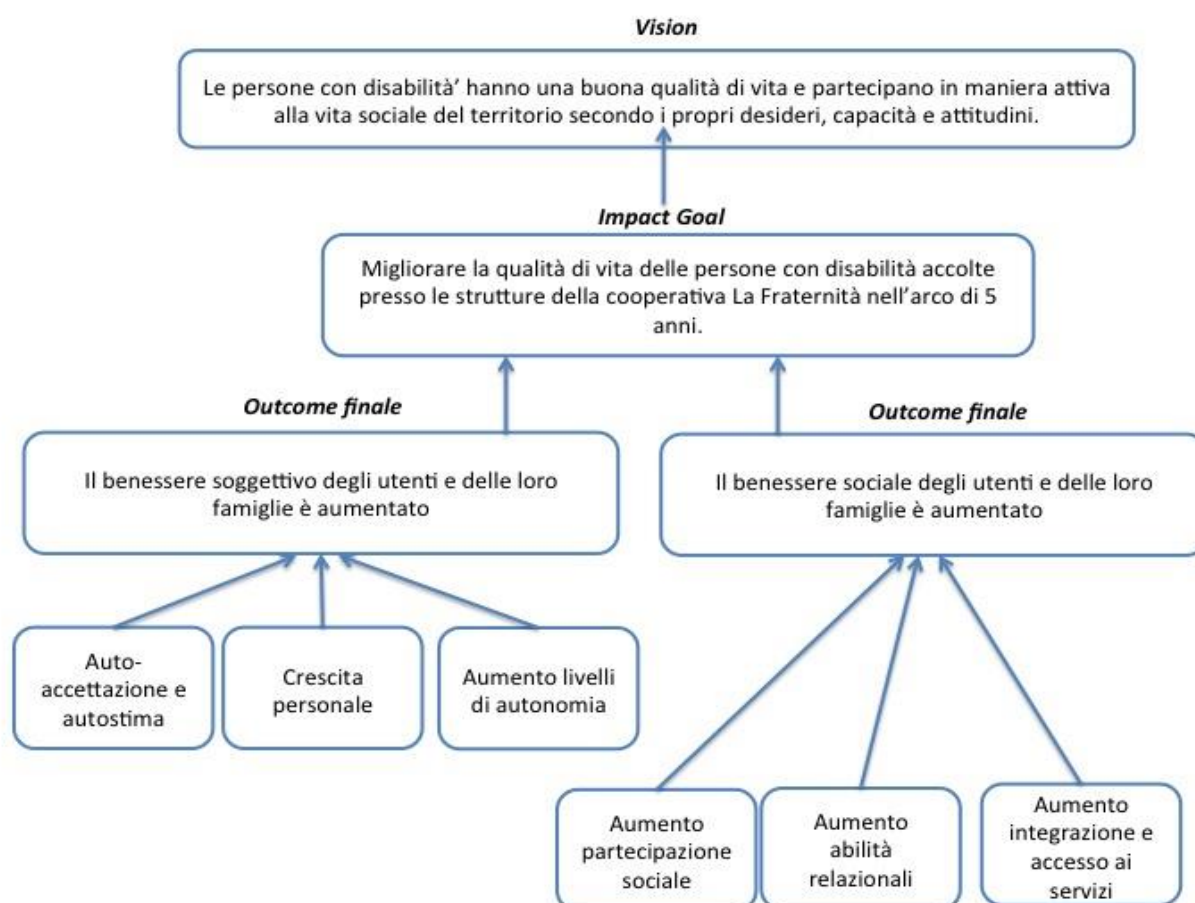 Vision
Le persone con disabilità’ hanno una buona qualità di vita e partecipano in maniera attiva
alla vita sociale del territorio secondo i propri desideri, capacità e attitudini.
Impact Goal
Migliorare la qualità di vita delle persone con disabilità accolte
presso le strutture della cooperativa La Fraternità nell’arco di 5
anni.
Outcome finale
Il benessere soggettivo degli utenti e delle loro
famiglie è aumentato
Outcome finale
Il benessere sociale degli utenti e delle loro
famiglie è aumentato
Auto-
accettazione e
autostima
Crescita
personale
Aumento livelli
di autonomia
Aumento
partecipazione
sociale
Aumento
abilità
relazionali
Aumento
integrazione e
accesso ai
servizi